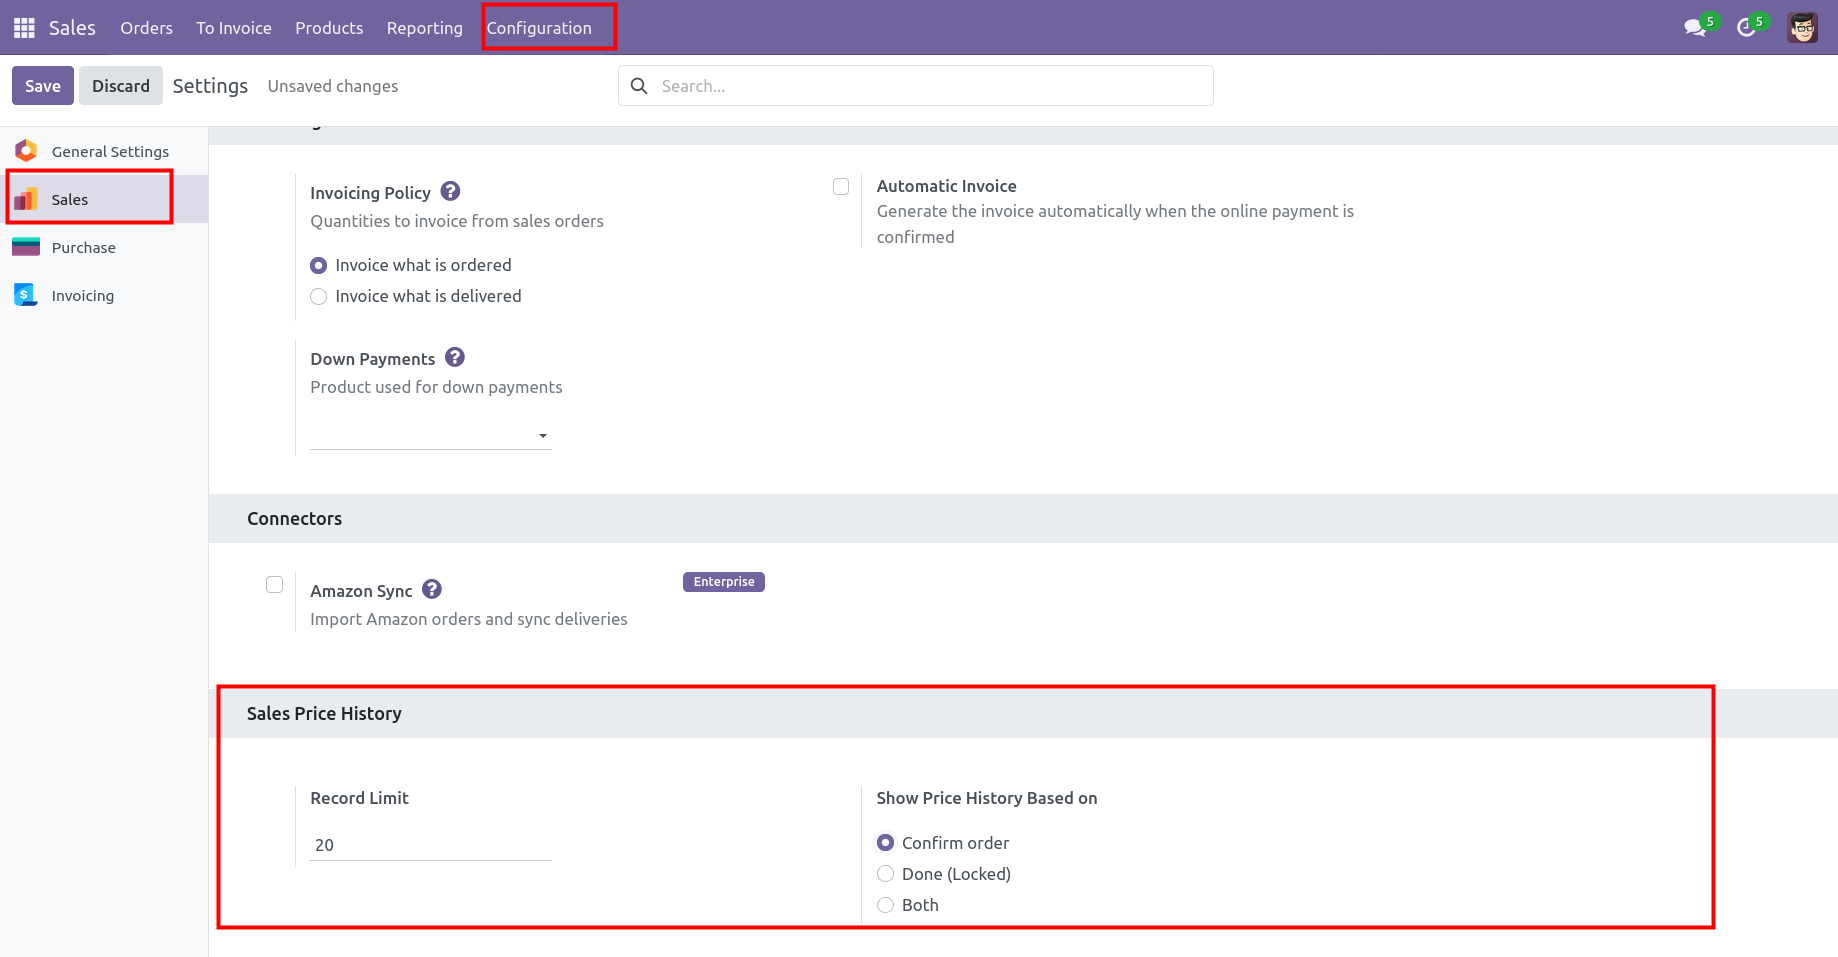 Sales Orders To Invoice Products Reporting Configuration 5 5
Save Discard Settings Unsaved changes Search...
General Settings
Sales
Purchase
Invoicing
Invoicing Policy ?
Quantities to invoice from sales orders
Invoice what is ordered
Invoice what is delivered
Automatic Invoice
Generate the invoice automatically when the online payment is
confirmed
Down Payments ?
Product used for down payments
Connectors
Amazon Sync ? Enterprise
Import Amazon orders and sync deliveries
Sales Price History
Record Limit
20
Show Price History Based on
Confirm order
Done (Locked)
Both